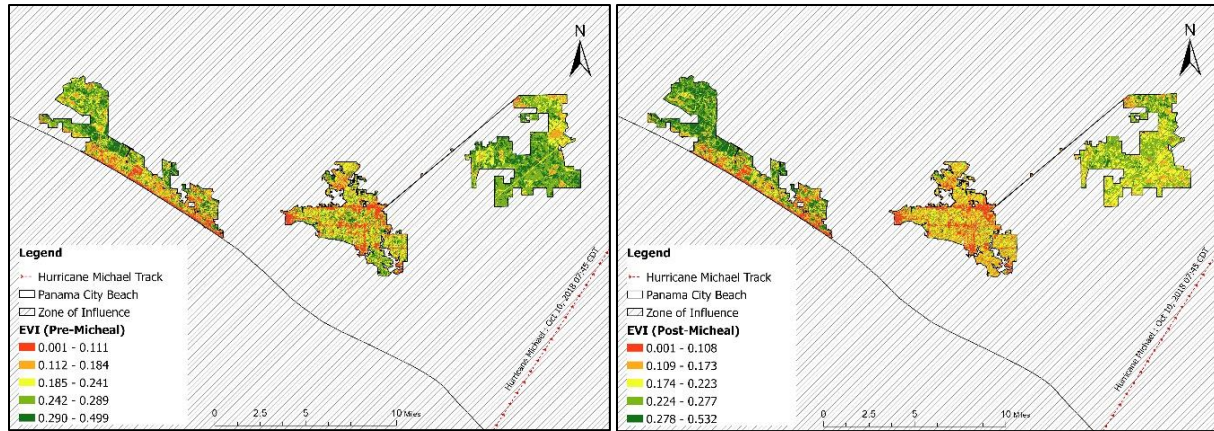 N
Legend
Hurricane Michael Track
Panama City Beach
Zone of Influence
EVI (Pre-Micheal)
0.001 - 0.111
0.112 - 0.184
0.185 - 0.241
0.242 - 0.289
0.290 - 0.499
0 2.5 5 10 Miles
Hurricane Michael : Oct 10, 2018 07:45 CDT
N
Legend
Hurricane Michael Track
Panama City Beach
Zone of Influence
EVI (Post-Micheal)
0.001 - 0.108
0.109 - 0.173
0.174 - 0.223
0.224 - 0.277
0.278 - 0.532
0 2.5 5 10 Miles
Hurricane Michael : Oct 10, 2018 07:45 CDT